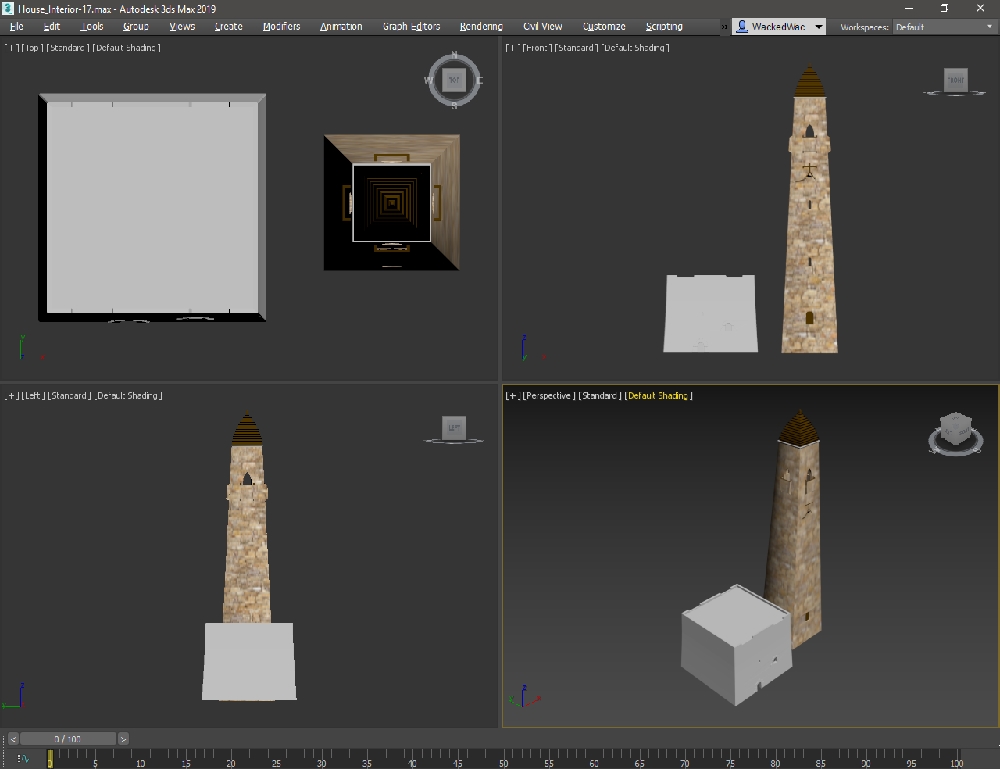 House_Interior-17.max - Autodesk 3ds Max 2019
File Edit Tools Group Views Create Modifiers Animation Graph Editors Rendering Civil View Customize Scripting » WackedWac Workspaces: Default
[+] [Top] [Standard] [Default Shading]
N
W TOP E
S
[+] [Front] [Standard] [Default Shading]
FRONT
y
x
z
x
[+] [Left] [Standard] [Default Shading]
LEFT
[+] [Perspective] [Standard] [Default Shading]
z
z
< 0 / 100 >
0 5 10 15 20 25 30 35 40 45 50 55 60 65 70 75 80 85 90 95 100